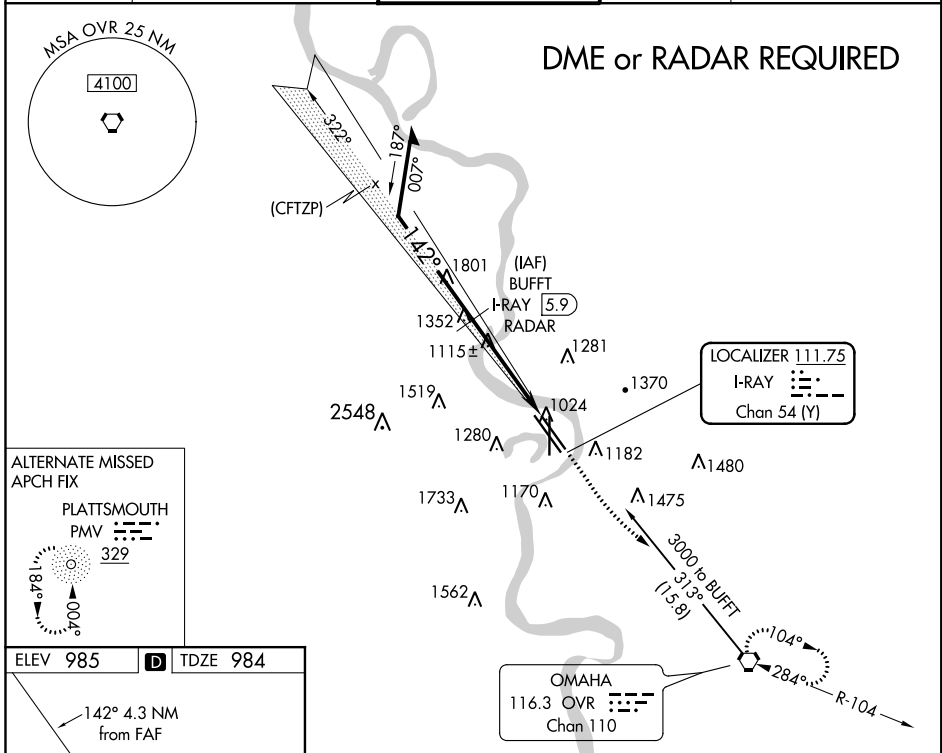 MSA OVR 25 NM
4100
DME or RADAR REQUIRED
322°
187°
007°
(CFTZP)
142°
1801
(IAF)
BUFFT
I-RAY 5.9
RADAR
1352
1115±
1281
1370
LOCALIZER 111.75
I-RAY
Chan 54 (Y)
1519
1024
2548
1280
1182
1480
ALTERNATE MISSED
APCH FIX
PLATTSMOUTH
PMV
329
184°
004°
1733
1170
1475
3000 to BUFFT
313°
(15.8)
1562
104°
284°
R-104
OMAHA
116.3 OVR
Chan 110
ELEV 985 D TDZE 984
142° 4.3 NM
from FAF